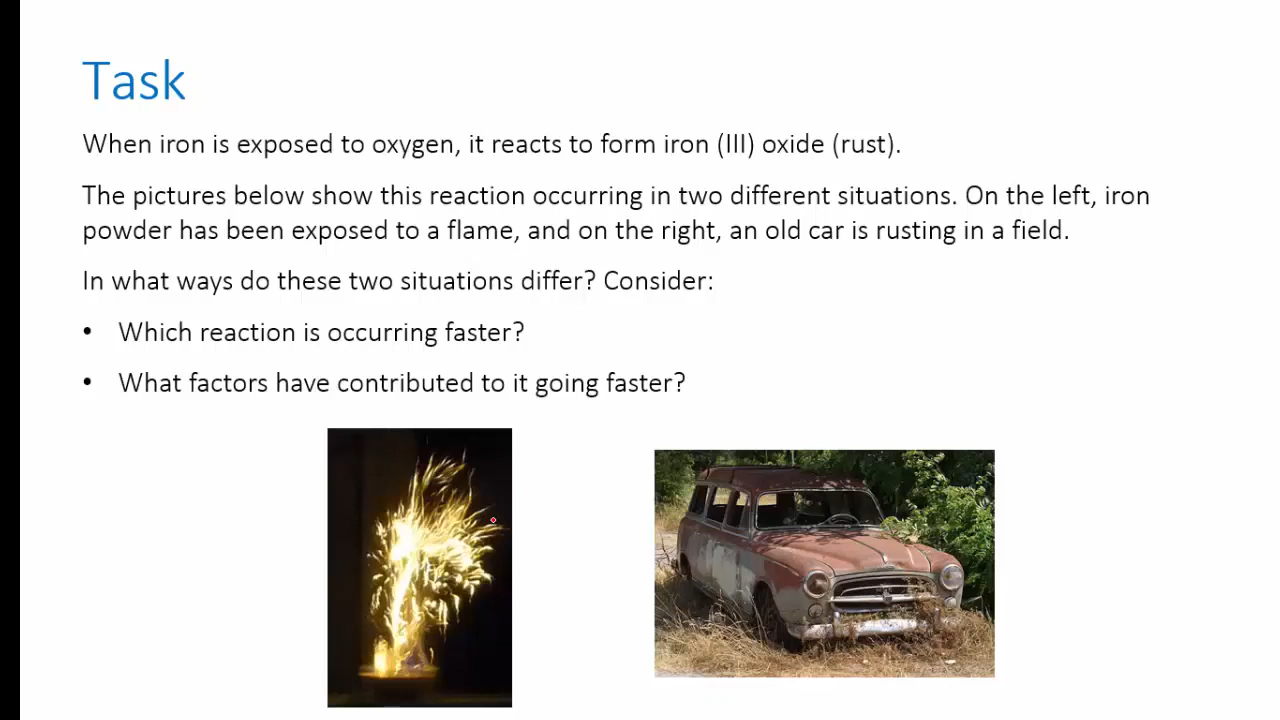 Task
When iron is exposed to oxygen, it reacts to form iron (III) oxide (rust).
The pictures below show this reaction occurring in two different situations. On the left, iron
powder has been exposed to a flame, and on the right, an old car is rusting in a field.
In what ways do these two situations differ? Consider:
• Which reaction is occurring faster?
• What factors have contributed to it going faster?